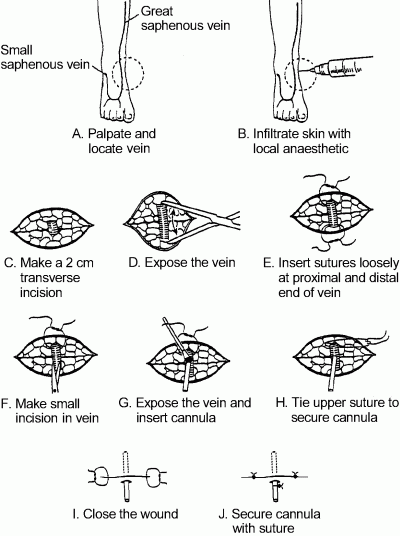 Great
saphenous vein
Small
saphenous vein
A. Palpate and
locate vein
B. Infiltrate skin with
local anaesthetic
C. Make a 2 cm
transverse
incision
D. Expose the vein
E. Insert sutures loosely
at proximal and distal
end of vein
F. Make small
incision in vein
G. Expose the vein and
insert cannula
H. Tie upper suture to
secure cannula
I. Close the wound
J. Secure cannula
with suture